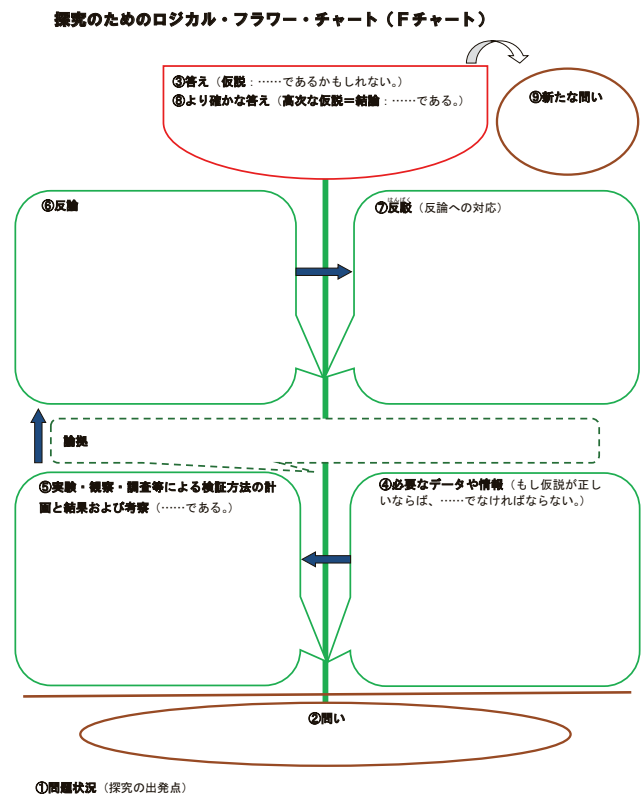 探究のためのロジカル・フラワー・チャート（Ｆチャート）
③答え（仮説：……であるかもしれない。）
⑧より確かな答え（高次な仮説＝結論：……である。）
⑨新たな問い
⑥反論
はんばく
⑦反駁（反論への対応）
論拠
⑤実験・観察・調査等による検証方法の計
画と結果および考察（……である。）
④必要なデータや情報（もし仮説が正し
いならば、……でなければならない。）
②問い
①問題状況（探究の出発点）